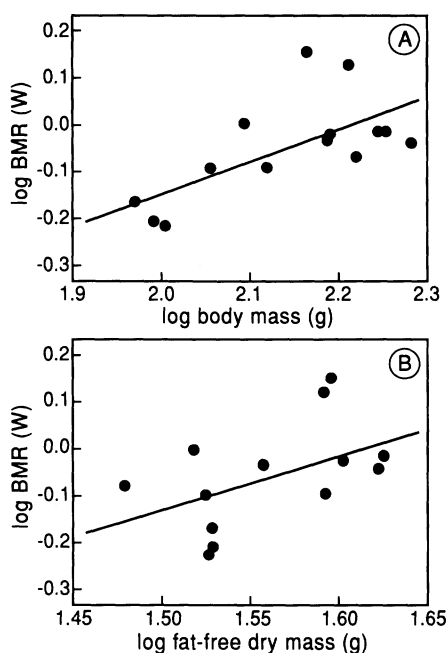 A
0.2
0.1
0.0
-0.1
-0.2
-0.3
log BMR (W)
1.9 2.0 2.1 2.2 2.3
log body mass (g)
B
0.2
0.1
0.0
-0.1
-0.2
-0.3
log BMR (W)
1.45 1.50 1.55 1.60 1.65
log fat-free dry mass (g)